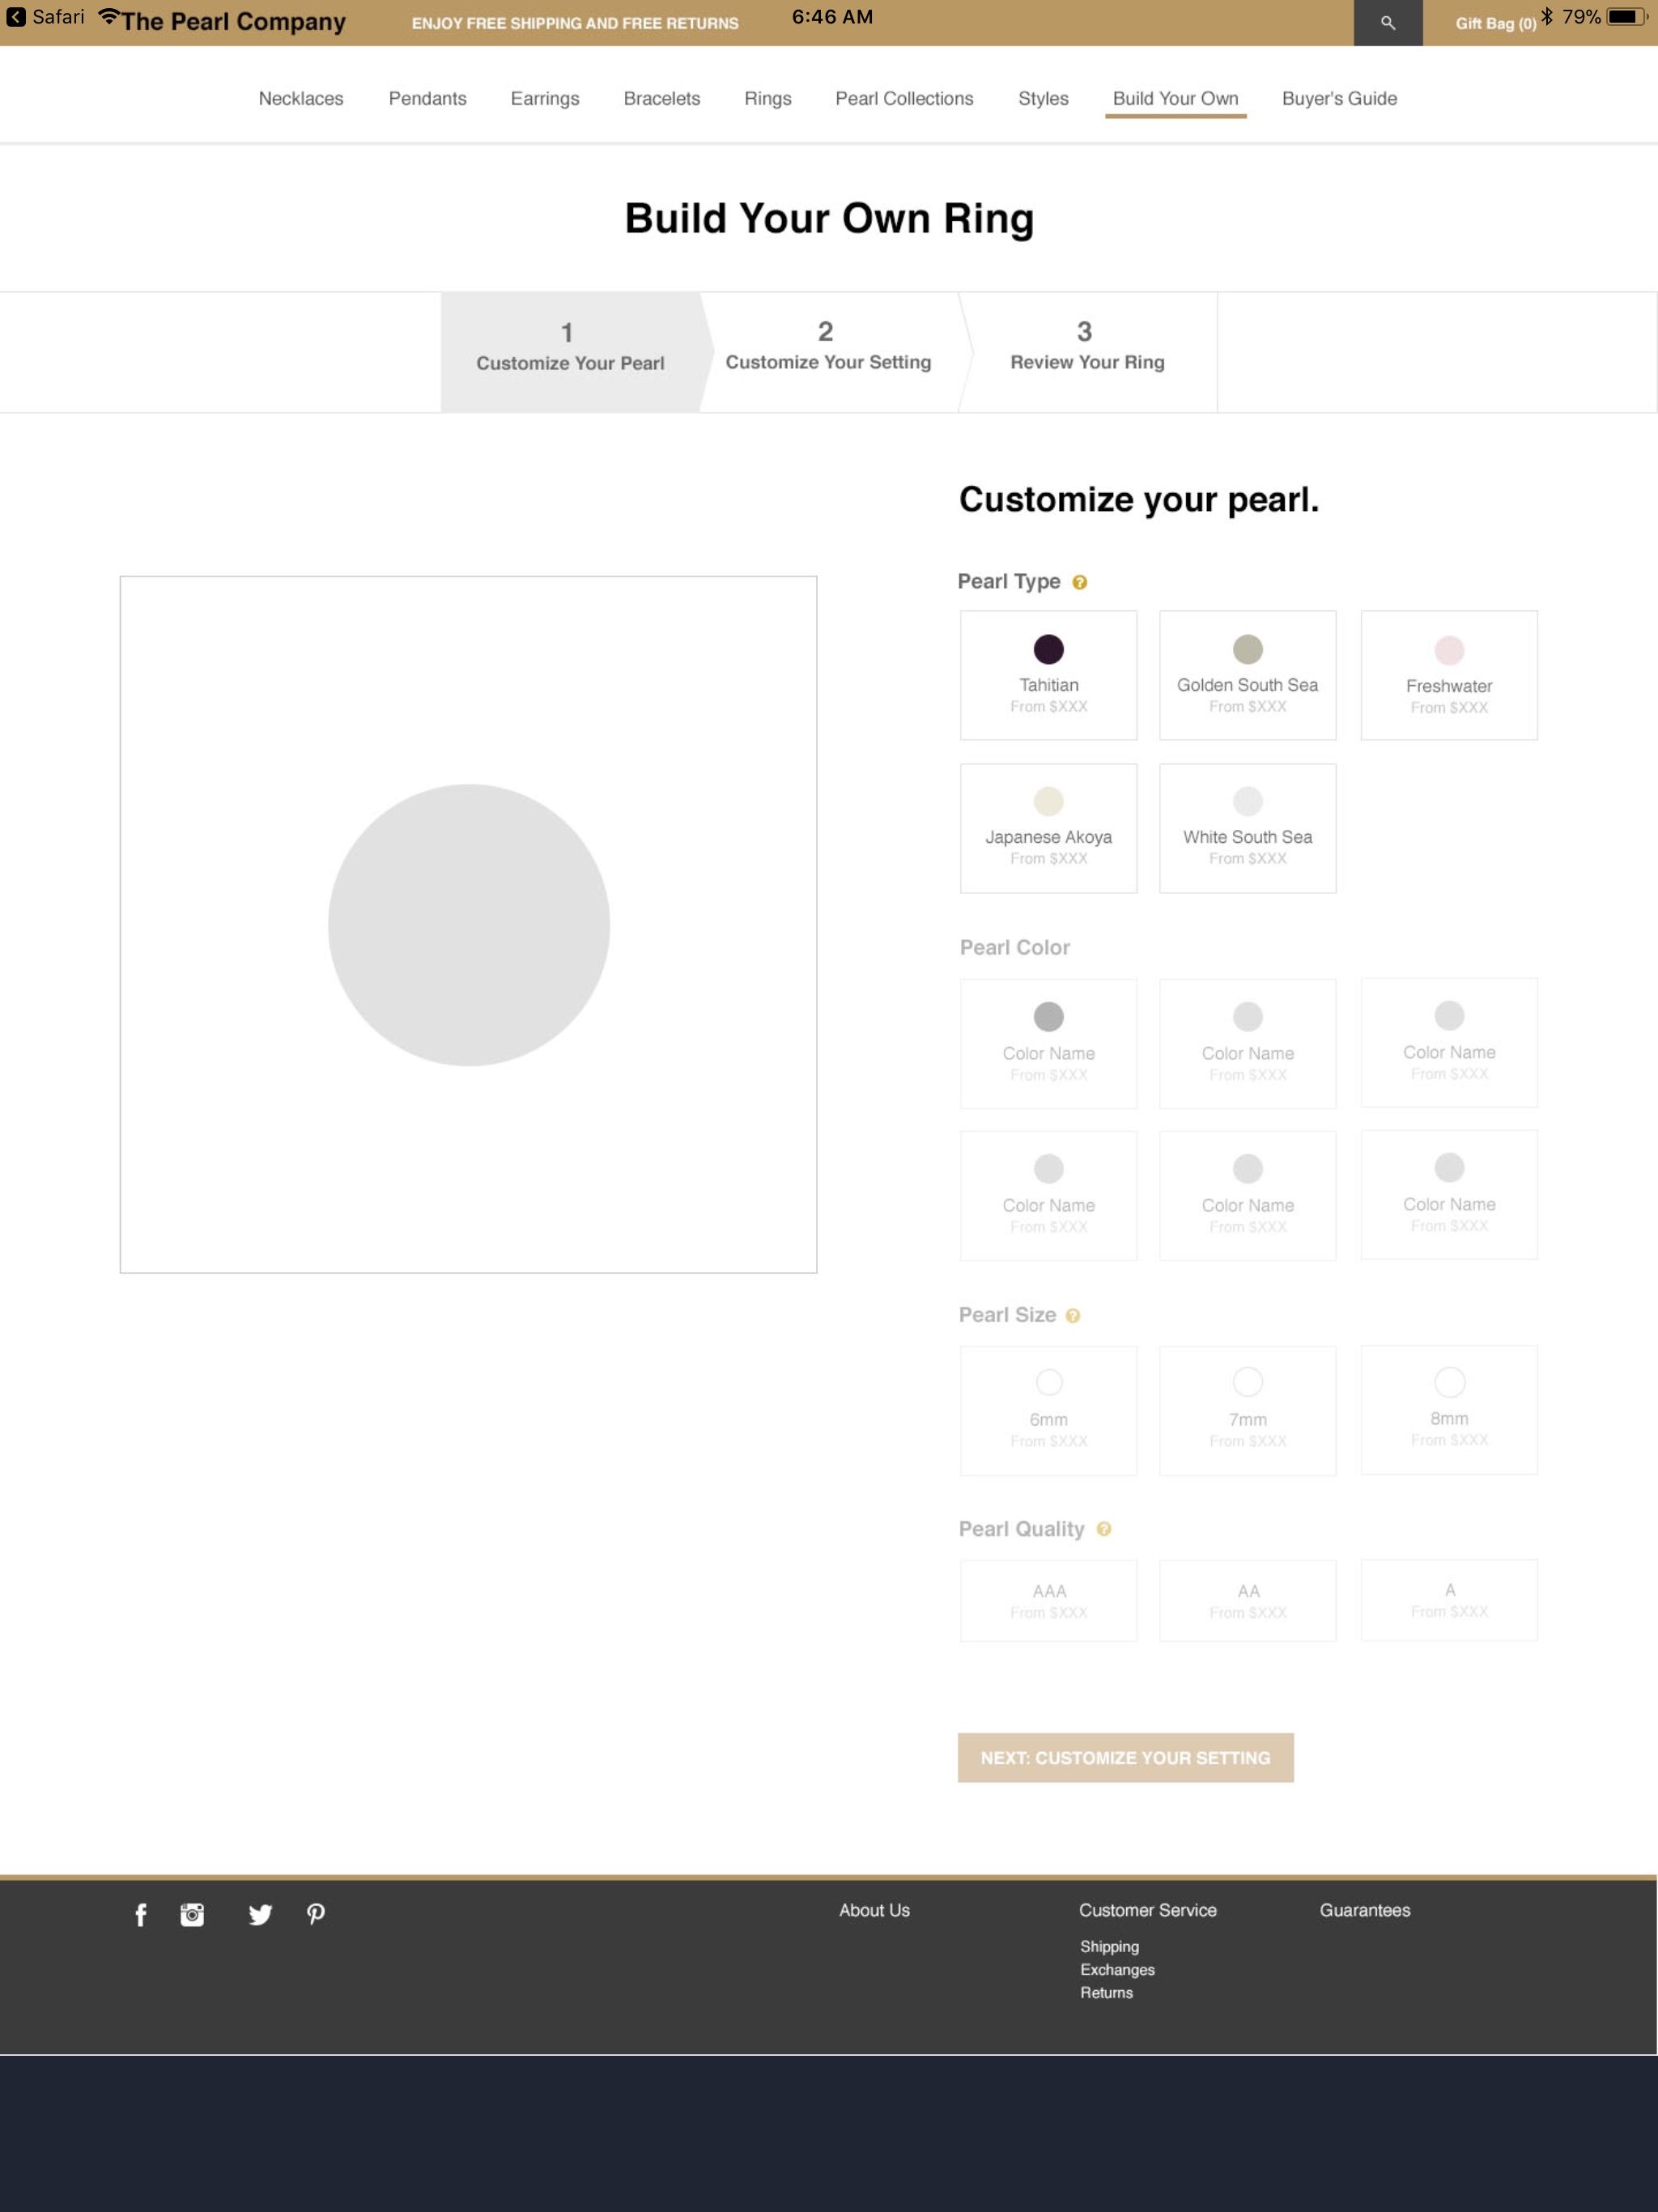 Safari
The Pearl Company
ENJOY FREE SHIPPING AND FREE RETURNS
6:46 AM
Gift Bag (0)
79%
Necklaces
Pendants
Earrings
Bracelets
Rings
Pearl Collections
Styles
Build Your Own
Buyer's Guide
Build Your Own Ring
1
Customize Your Pearl
2
Customize Your Setting
3
Review Your Ring
Customize your pearl.
Pearl Type ?
Tahitian
From $XXX
Golden South Sea
From $XXX
Freshwater
From $XXX
Japanese Akoya
From $XXX
White South Sea
From $XXX
Pearl Color
Color Name
From $XXX
Color Name
From $XXX
Color Name
From $XXX
Color Name
From $XXX
Color Name
From $XXX
Color Name
From $XXX
Pearl Size ?
6mm
From $XXX
7mm
From $XXX
8mm
From $XXX
Pearl Quality ?
AAA
From $XXX
AA
From $XXX
A
From $XXX
NEXT: CUSTOMIZE YOUR SETTING
About Us
Customer Service
Shipping
Exchanges
Returns
Guarantees